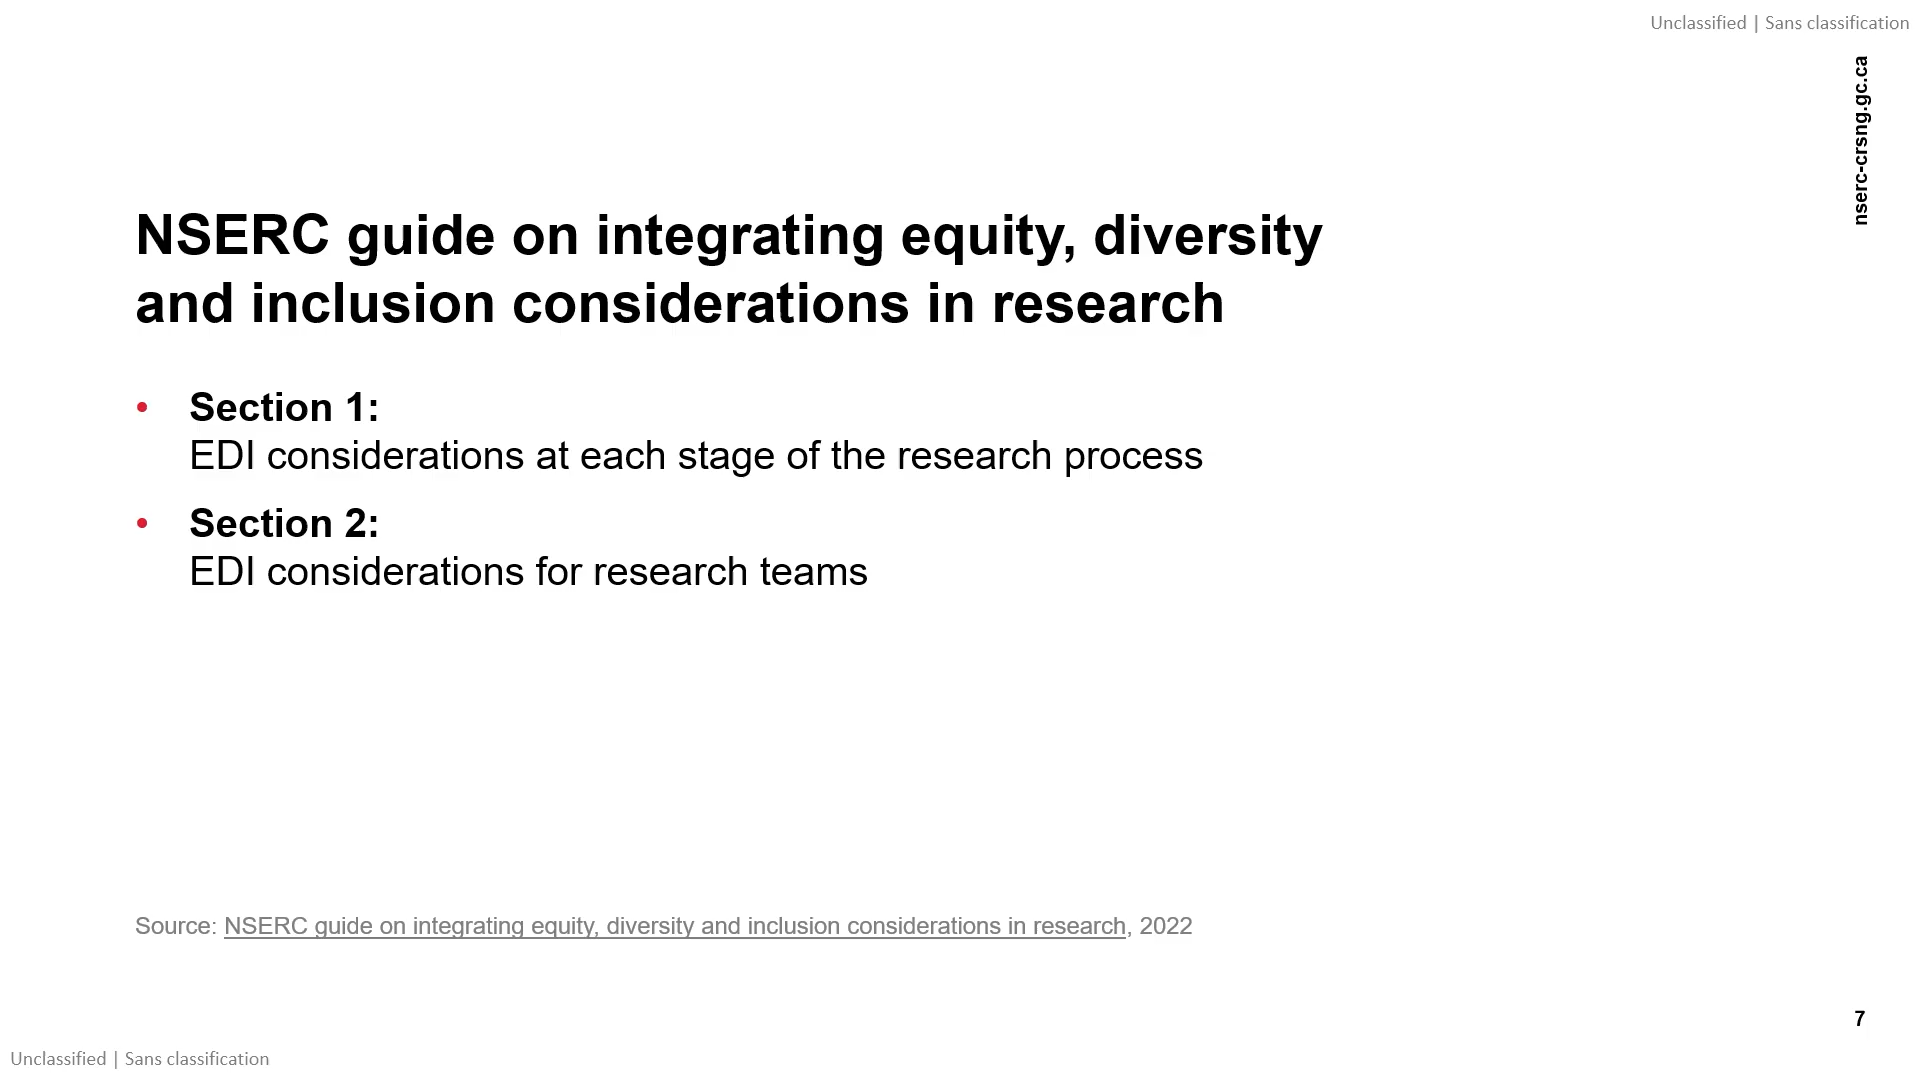 Unclassified | Sans classification
nserc-crsng.gc.ca
NSERC guide on integrating equity, diversity
and inclusion considerations in research
• Section 1:
EDI considerations at each stage of the research process
• Section 2:
EDI considerations for research teams
Source: NSERC guide on integrating equity, diversity and inclusion considerations in research, 2022
7
Unclassified | Sans classification